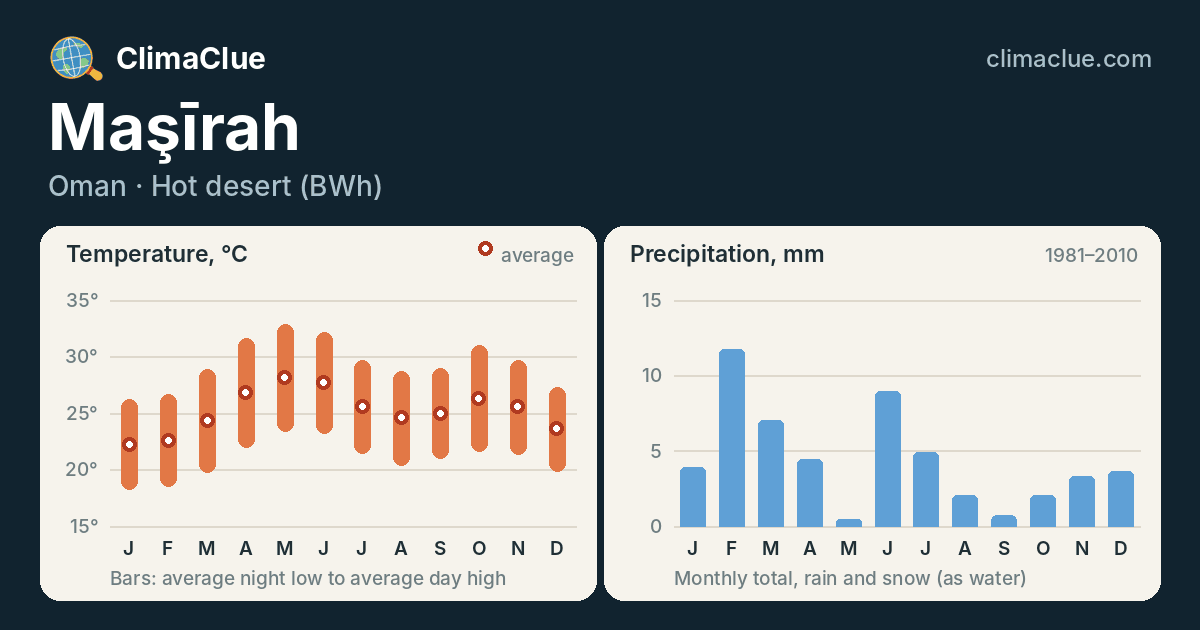 ClimaClue
climaclue.com
Maşīrah
Oman · Hot desert (BWh)
Temperature, °C
average
35°
30°
25°
20°
15°
J F M A M J J A S O N D
Bars: average night low to average day high
Precipitation, mm
1981–2010
15
10
5
0
J F M A M J J A S O N D
Monthly total, rain and snow (as water)